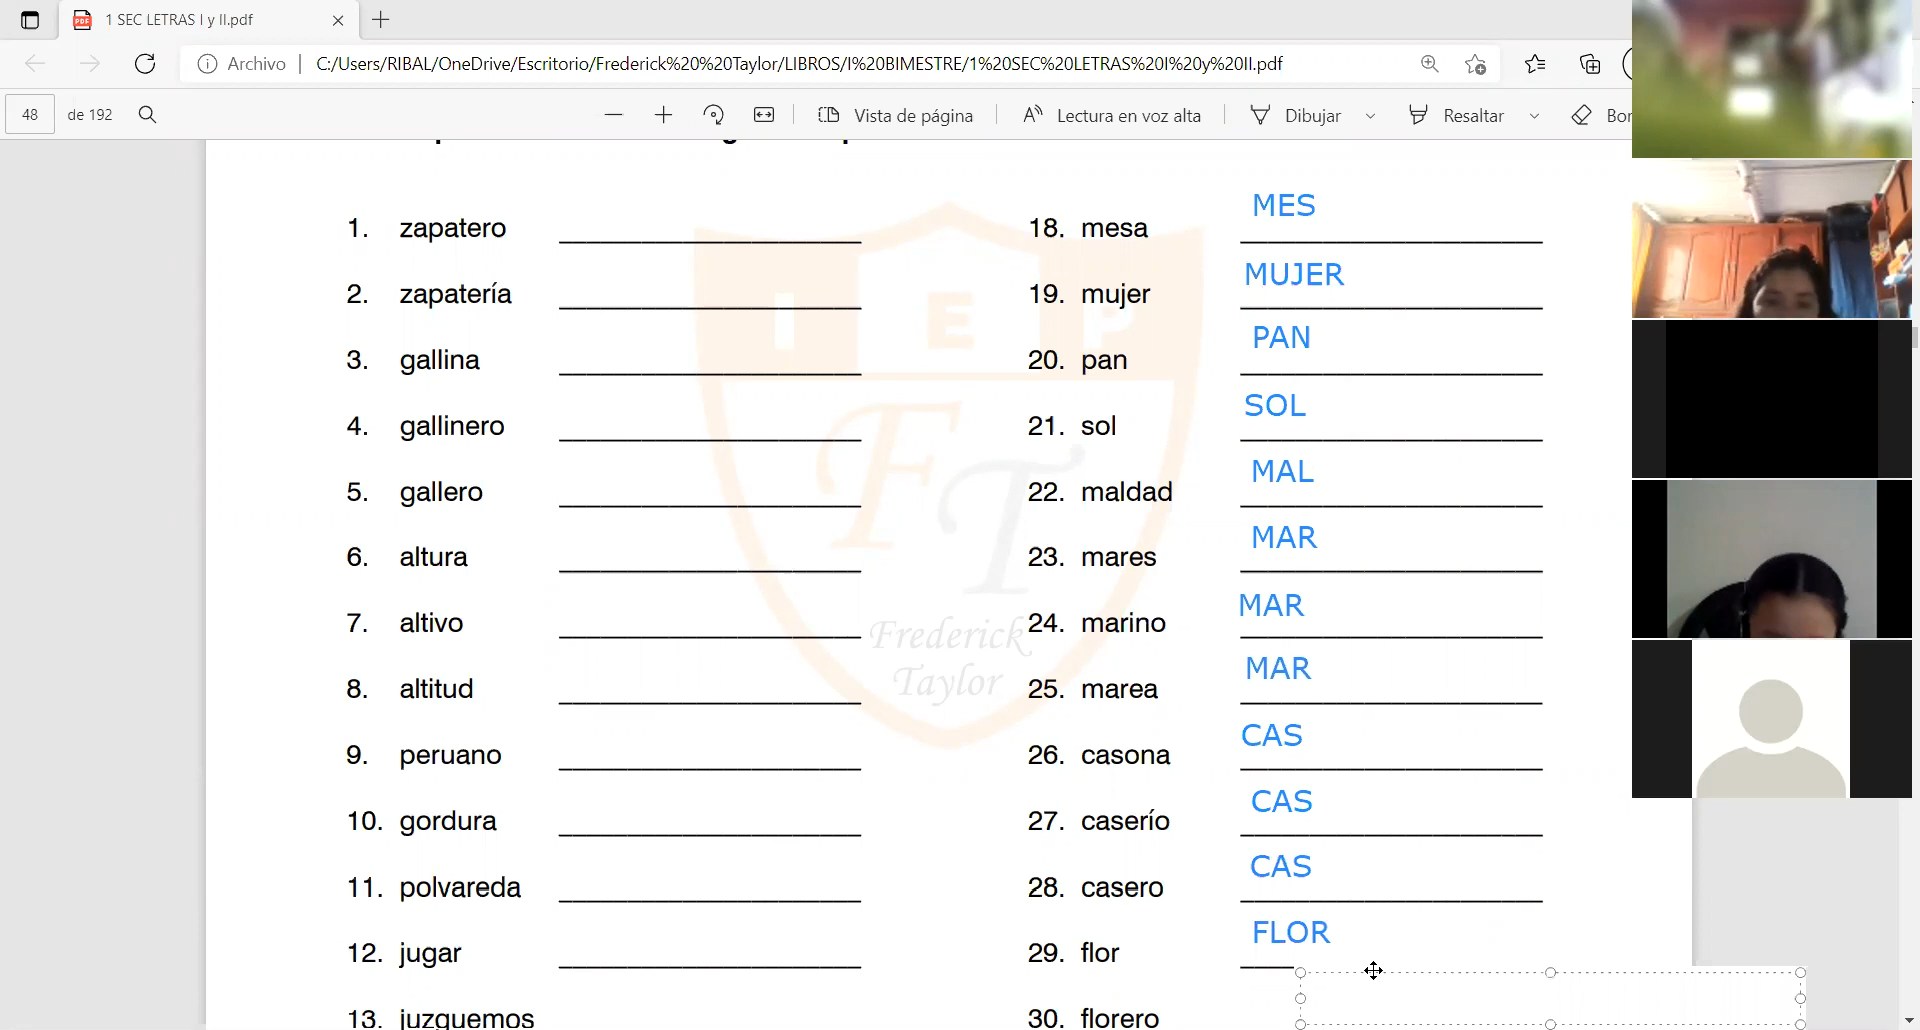 1 SEC LETRAS I y II.pdf
Archivo C:/Users/RIBAL/OneDrive/Escritorio/Frederick%20%20Taylor/LIBROS/I%20BIMESTRE/1%20SEC%20LETRAS%20I%20y%20II.pdf
48 de 192 Vista de página Lectura en voz alta Dibujar Resaltar
1. zapatero
2. zapatería
3. gallina
4. gallinero
5. gallero
6. altura
7. altivo
8. altitud
9. peruano
10. gordura
11. polvareda
12. jugar
13. juzguemos
18. mesa MES
19. mujer MUJER
20. pan PAN
21. sol SOL
22. maldad MAL
23. mares MAR
24. marino MAR
25. marea MAR
26. casona CAS
27. caserío CAS
28. casero CAS
29. flor FLOR
30. florero
I E P
FT
Frederick
Taylor